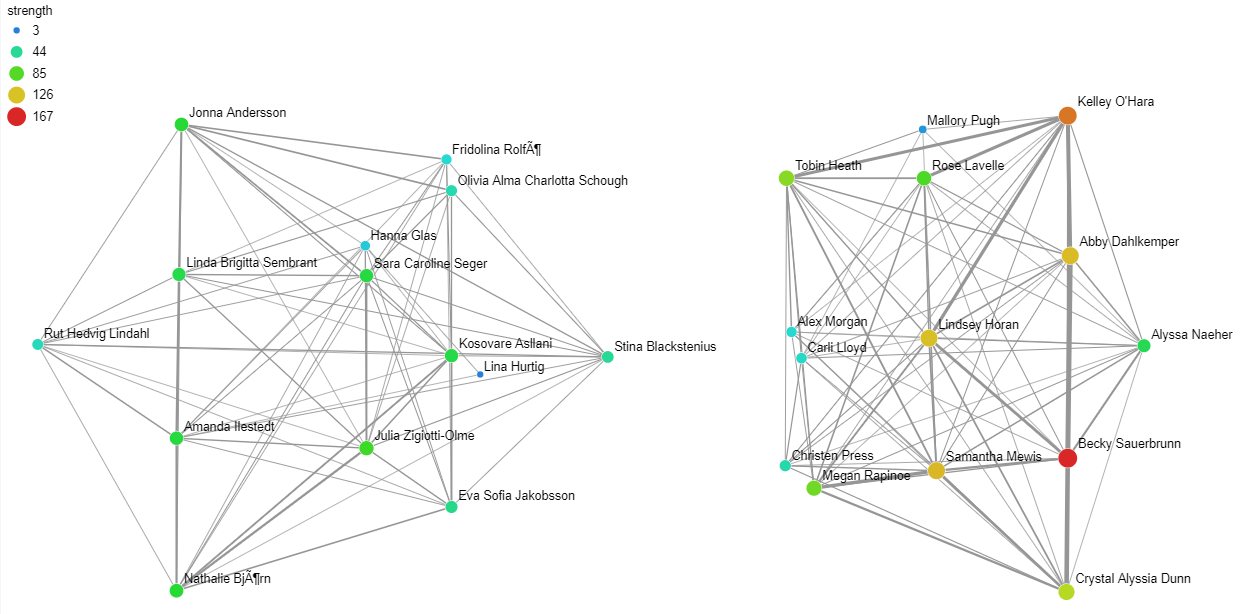 strength
3
44
85
126
167
Jonna Andersson
Fridolina RolfÃ¶
Olivia Alma Charlotta Schough
Hanna Glas
Linda Brigitta Sembrant
Sara Caroline Seger
Rut Hedvig Lindahl
Kosovare Asllani
Stina Blackstenius
Lina Hurtig
Amanda Ilestedt
Julia Zigiotti-Olme
Eva Sofia Jakobsson
Nathalie BjÃ¶rn
Kelley O'Hara
Mallory Pugh
Tobin Heath
Rose Lavelle
Abby Dahlkemper
Alex Morgan
Lindsey Horan
Carli Lloyd
Alyssa Naeher
Becky Sauerbrunn
Christen Press
Samantha Mewis
Megan Rapinoe
Crystal Alyssia Dunn